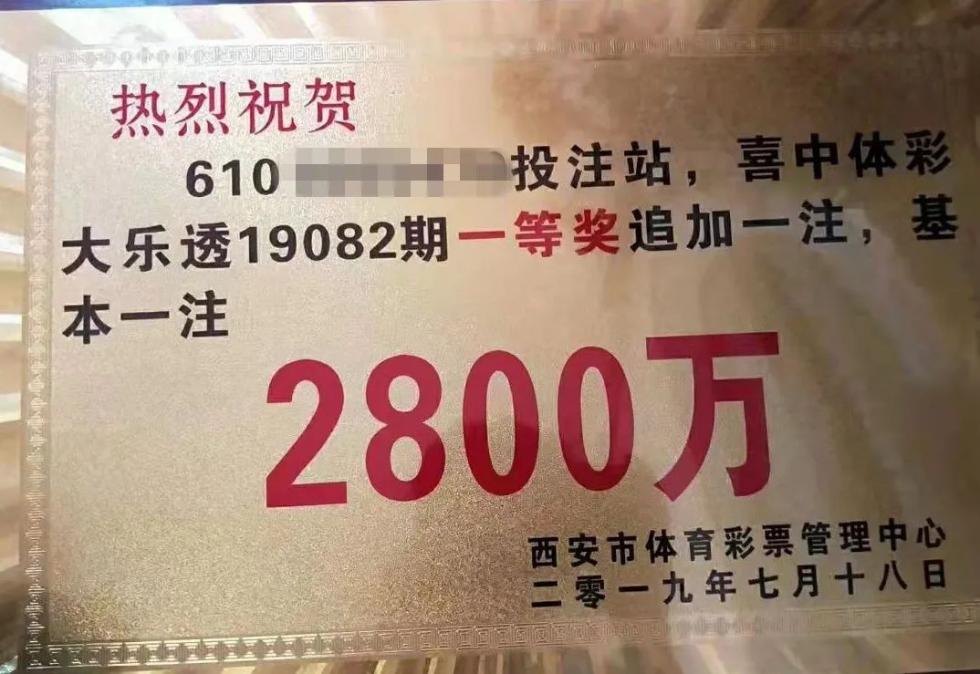 热烈祝贺
610投注站，喜中体彩
大乐透19082期一等奖追加一注，基
本一注
2800万
西安市体育彩票管理中心
二零一九年七月十八日